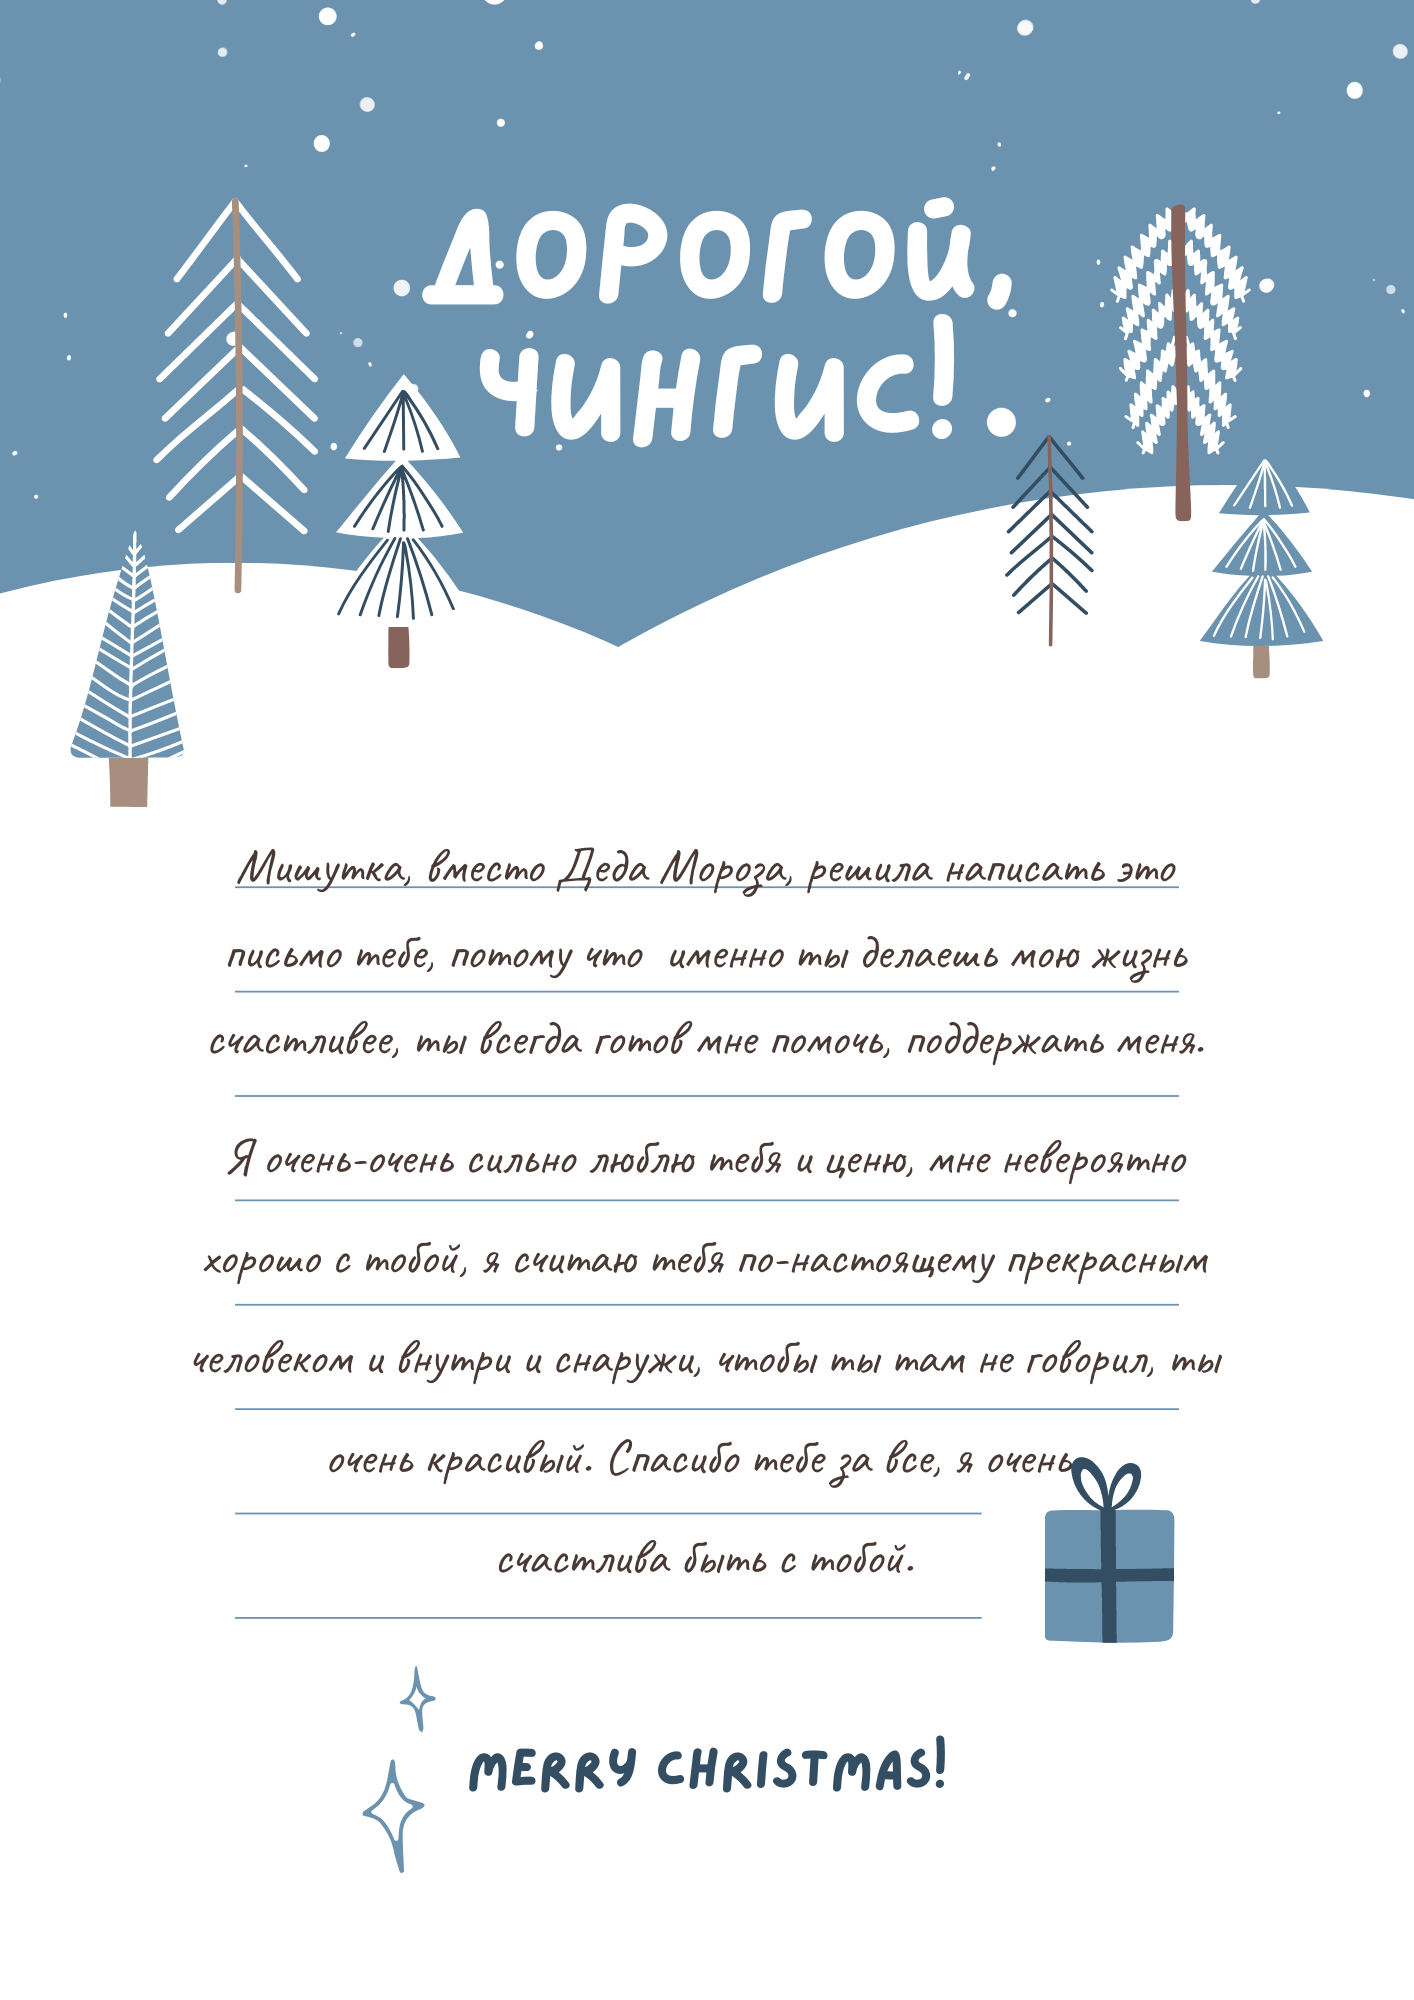 ДОРОГОЙ,
ЧИНГИС!
Мишутка, вместо Деда Мороза, решила написать это
письмо тебе, потому что именно ты делаешь мою жизнь
счастливее, ты всегда готов мне помочь, поддержать меня.
Я очень-очень сильно люблю тебя и ценю, мне невероятно
хорошо с тобой, я считаю тебя по-настоящему прекрасным
человеком и внутри и снаружи, чтобы ты там не говорил, ты
очень красивый. Спасибо тебе за все, я очень
счастлива быть с тобой.
MERRY CHRISTMAS!